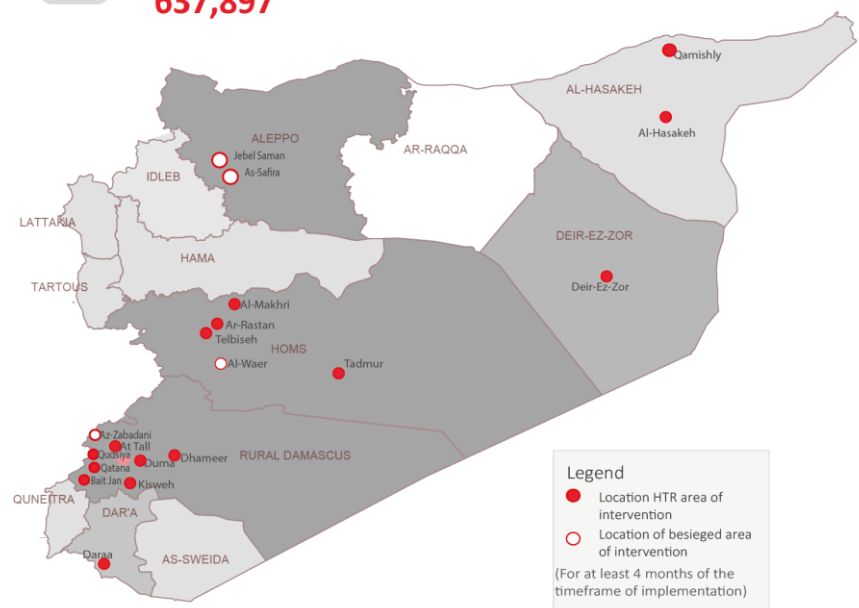 637,897
Qamishly
AL-HASAKEH
Al-Hasakeh
ALEPPO
Jebel Saman
As-Safira
AR-RAQQA
IDLEB
LATTAKIA
HAMA
TARTOUS
DEIR-EZ-ZOR
Deir-Ez-Zor
Al-Makhri
Ar-Rastan
Telbiseh
HOMS
Al-Waer
Tadmur
Az-Zabadani
At Tall
Qudsiya
Duma
Dhameer
RURAL DAMASCUS
Qatana
Bait Jan
Kisweh
QUNEITRA
DAR'A
Daraa
AS-SWEIDA
Legend
Location HTR area of
intervention
Location of besieged area
of intervention
(For at least 4 months of the
timeframe of implementation)